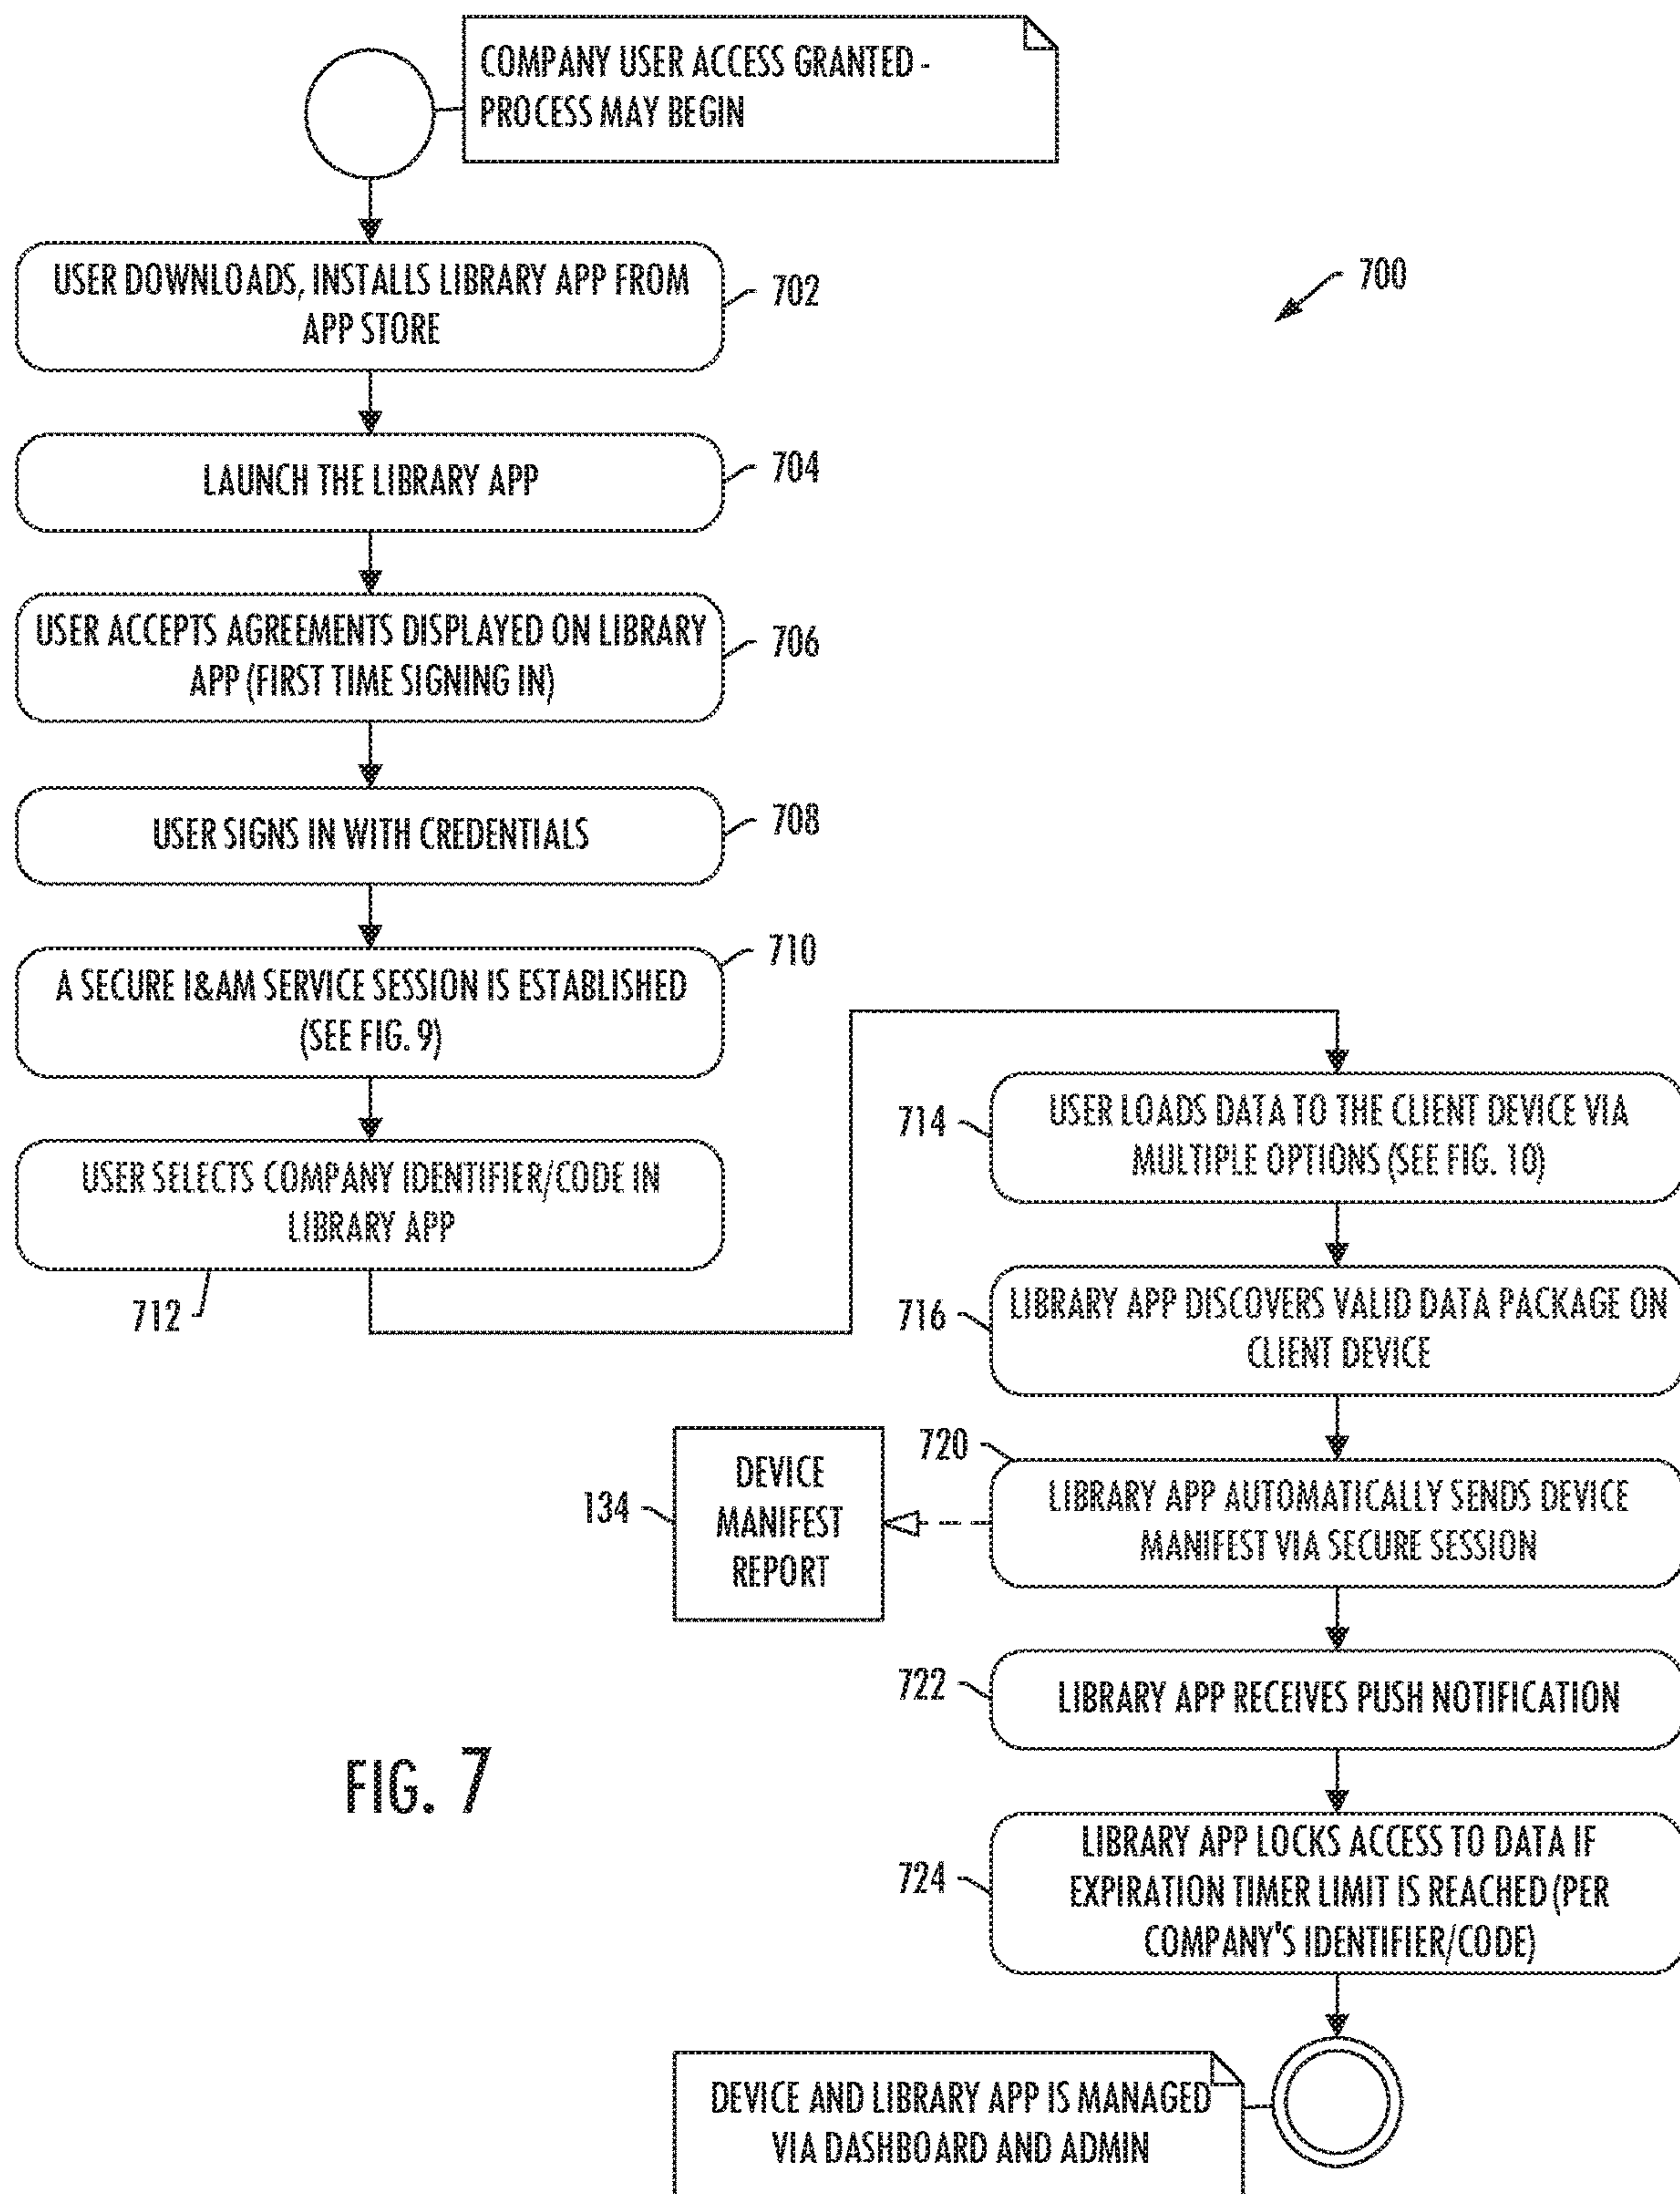 COMPANY USER ACCESS GRANTED -
PROCESS MAY BEGIN
700
USER DOWNLOADS, INSTALLS LIBRARY APP FROM
APP STORE
702
LAUNCH THE LIBRARY APP
704
USER ACCEPTS AGREEMENTS DISPLAYED ON LIBRARY
APP (FIRST TIME SIGNING IN)
706
USER SIGNS IN WITH CREDENTIALS
708
A SECURE I&AM SERVICE SESSION IS ESTABLISHED
(SEE FIG. 9)
710
USER SELECTS COMPANY IDENTIFIER/CODE IN
LIBRARY APP
712
714
USER LOADS DATA TO THE CLIENT DEVICE VIA
MULTIPLE OPTIONS (SEE FIG. 10)
716
LIBRARY APP DISCOVERS VALID DATA PACKAGE ON
CLIENT DEVICE
720
LIBRARY APP AUTOMATICALLY SENDS DEVICE
MANIFEST VIA SECURE SESSION
134
DEVICE
MANIFEST
REPORT
722
LIBRARY APP RECEIVES PUSH NOTIFICATION
724
LIBRARY APP LOCKS ACCESS TO DATA IF
EXPIRATION TIMER LIMIT IS REACHED (PER
COMPANY'S IDENTIFIER/CODE)
DEVICE AND LIBRARY APP IS MANAGED
VIA DASHBOARD AND ADMIN
FIG. 7